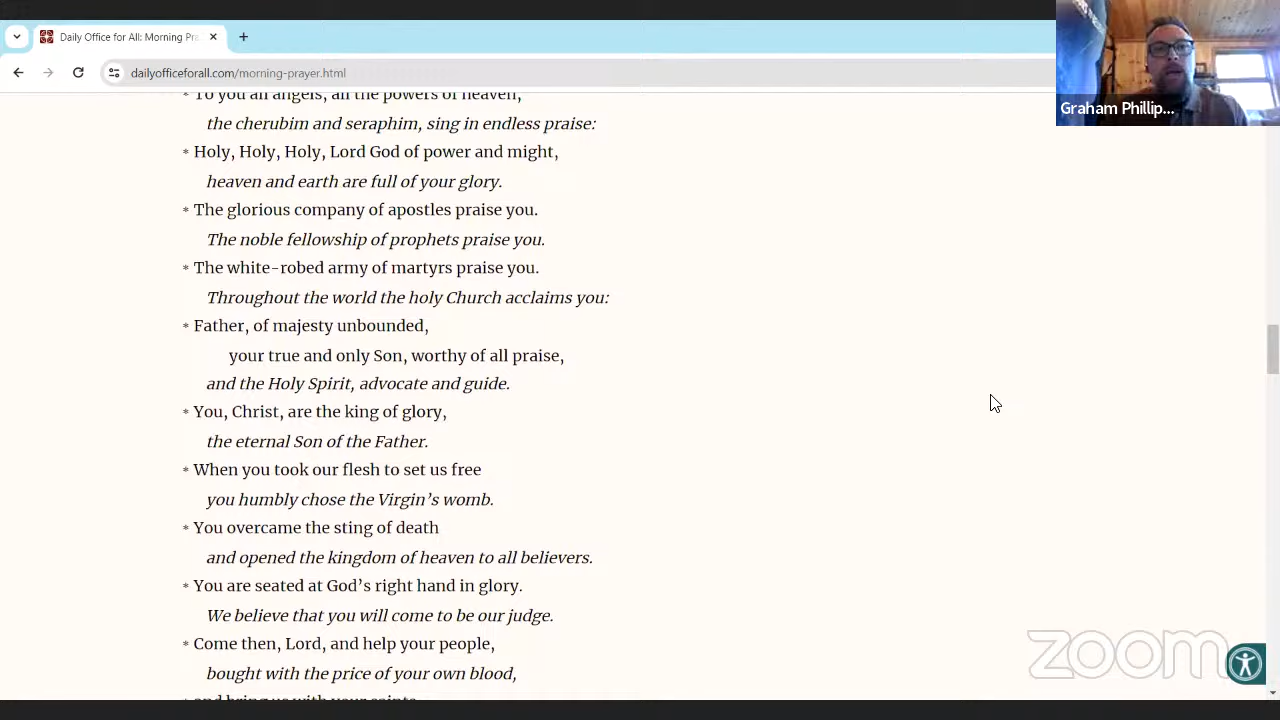 Daily Office for All: Morning Pra
dailyofficeforall.com/morning-prayer.html
Graham Phillip...
To you all angels, all the powers of heaven,
the cherubim and seraphim, sing in endless praise:
* Holy, Holy, Holy, Lord God of power and might,
heaven and earth are full of your glory.
* The glorious company of apostles praise you.
The noble fellowship of prophets praise you.
* The white-robed army of martyrs praise you.
Throughout the world the holy Church acclaims you:
* Father, of majesty unbounded,
your true and only Son, worthy of all praise,
and the Holy Spirit, advocate and guide.
* You, Christ, are the king of glory,
the eternal Son of the Father.
* When you took our flesh to set us free
you humbly chose the Virgin’s womb.
* You overcame the sting of death
and opened the kingdom of heaven to all believers.
* You are seated at God’s right hand in glory.
We believe that you will come to be our judge.
* Come then, Lord, and help your people,
bought with the price of your own blood,
and bring us with your saints
zoom